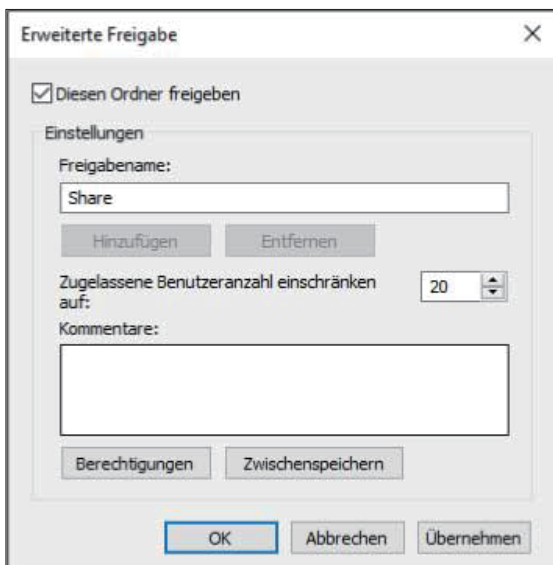 Erweiterte Freigabe
Diesen Ordner freigeben
Einstellungen
Freigabename:
Share
Hinzufügen Entfernen
Zugelassene Benutzeranzahl einschränken
auf:
20
Kommentare:
Berechtigungen Zwischenspeichern
OK Abbrechen Übernehmen